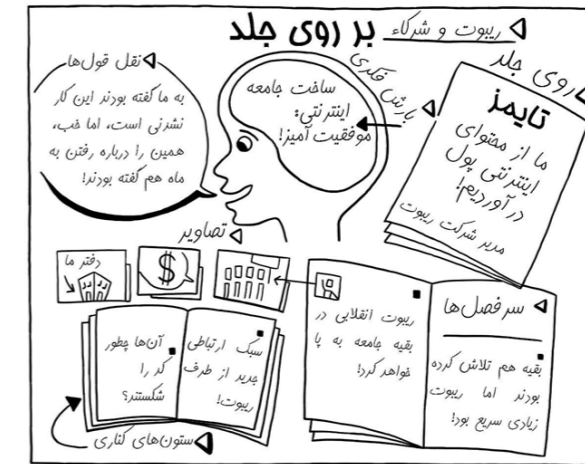 ریبوت و شرکاء
بر روی جلد
نقل قول‌ها
به ما گفته بودند این کار
نشدنی است، اما خب،
همین را درباره رفتن به
ماه هم گفته بودند!
بارش فکری
ساخت جامعه
اینترنتی:
موفقیت آمیز!
روی جلد
تایمز
ما از محتوای
اینترنتی پول
در آوردیم!
مدیر شرکت ریبوت
تصاویر
دفتر ما
$
سرفصل‌ها
بقیه هم تلاش کرده
بودند اما ریبوت
زیادی سریع بود!
ریبوت انقلابی در
بقیه جامعه به پا
خواهد کرد!
سبک ارتباطی
جدید از طرف
ریبوت!
آن‌ها چطور
کد را
شکستند؟
ستون‌های کناری